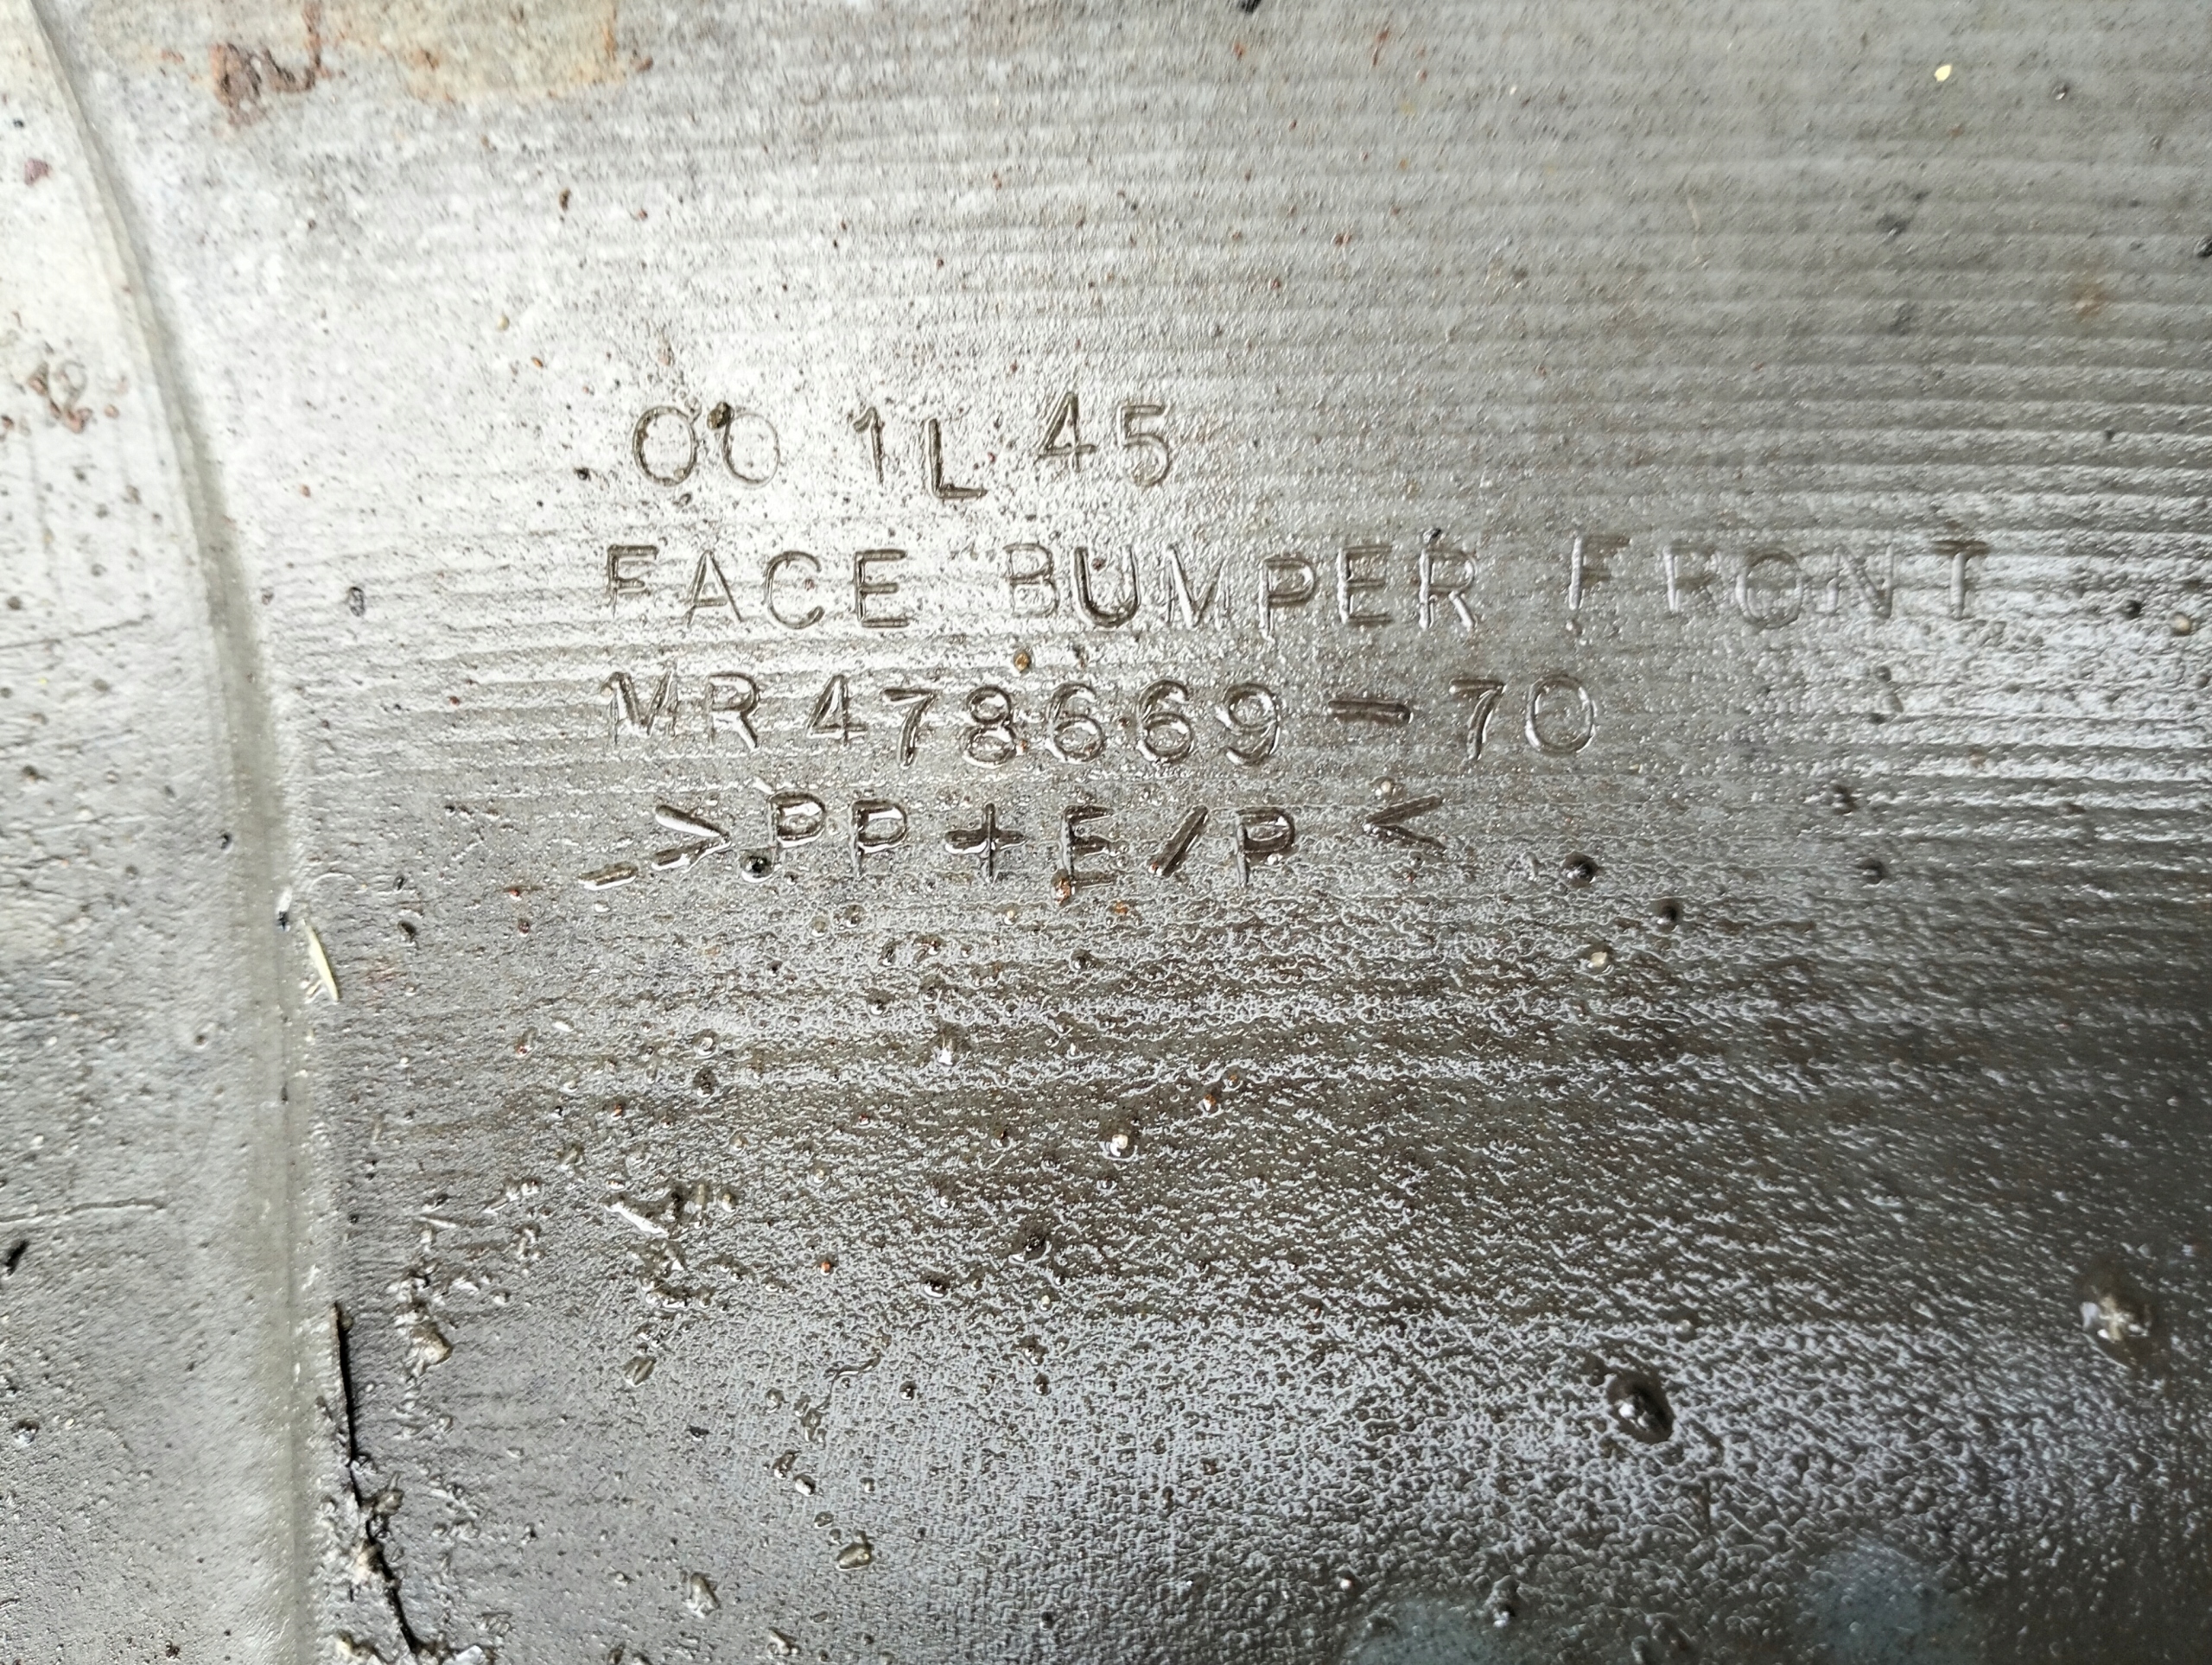 00 1L 45
FACE BUMPER FRONT
MR478669-70
>PP+E/P<